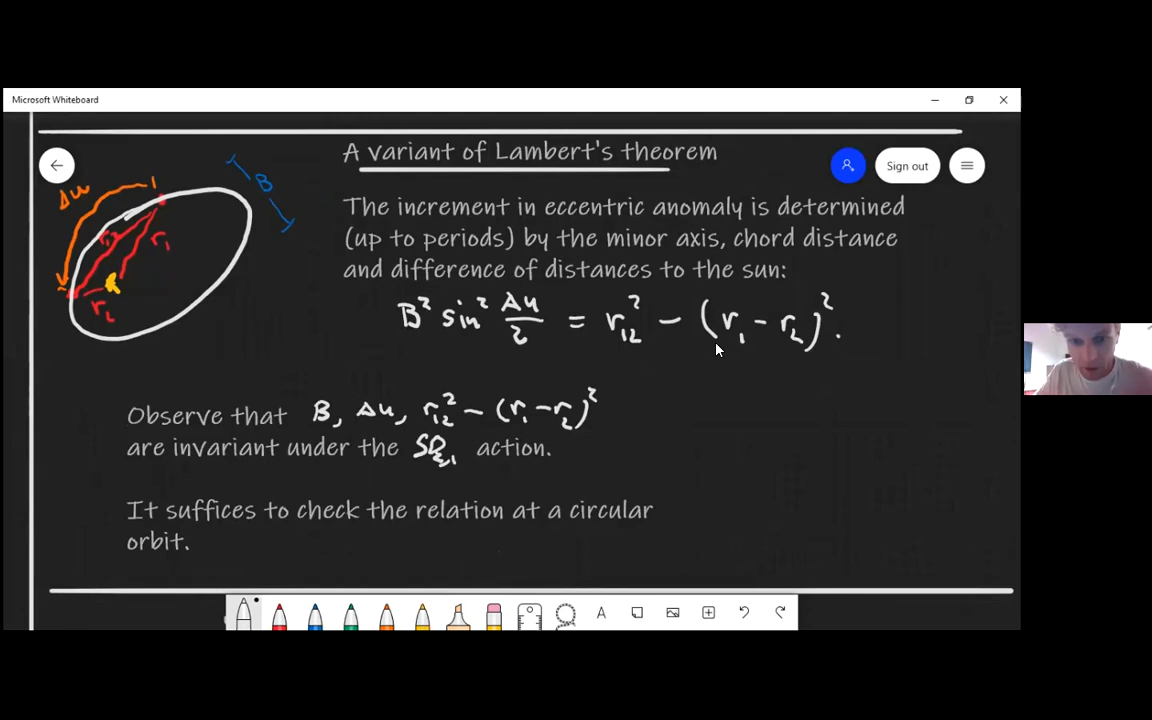 Microsoft Whiteboard
A variant of Lambert's theorem
Sign out
Δu
B
The increment in eccentric anomaly is determined
(up to periods) by the minor axis, chord distance
and difference of distances to the sun:
r₁₂
r₁
r₂
B² sin² Δu/2 = r₁₂² - (r₁ - r₂)².
Observe that B, Δu, r₁₂² - (r₁ - r₂)²
are invariant under the SO₂,₁ action.
It suffices to check the relation at a circular
orbit.
A